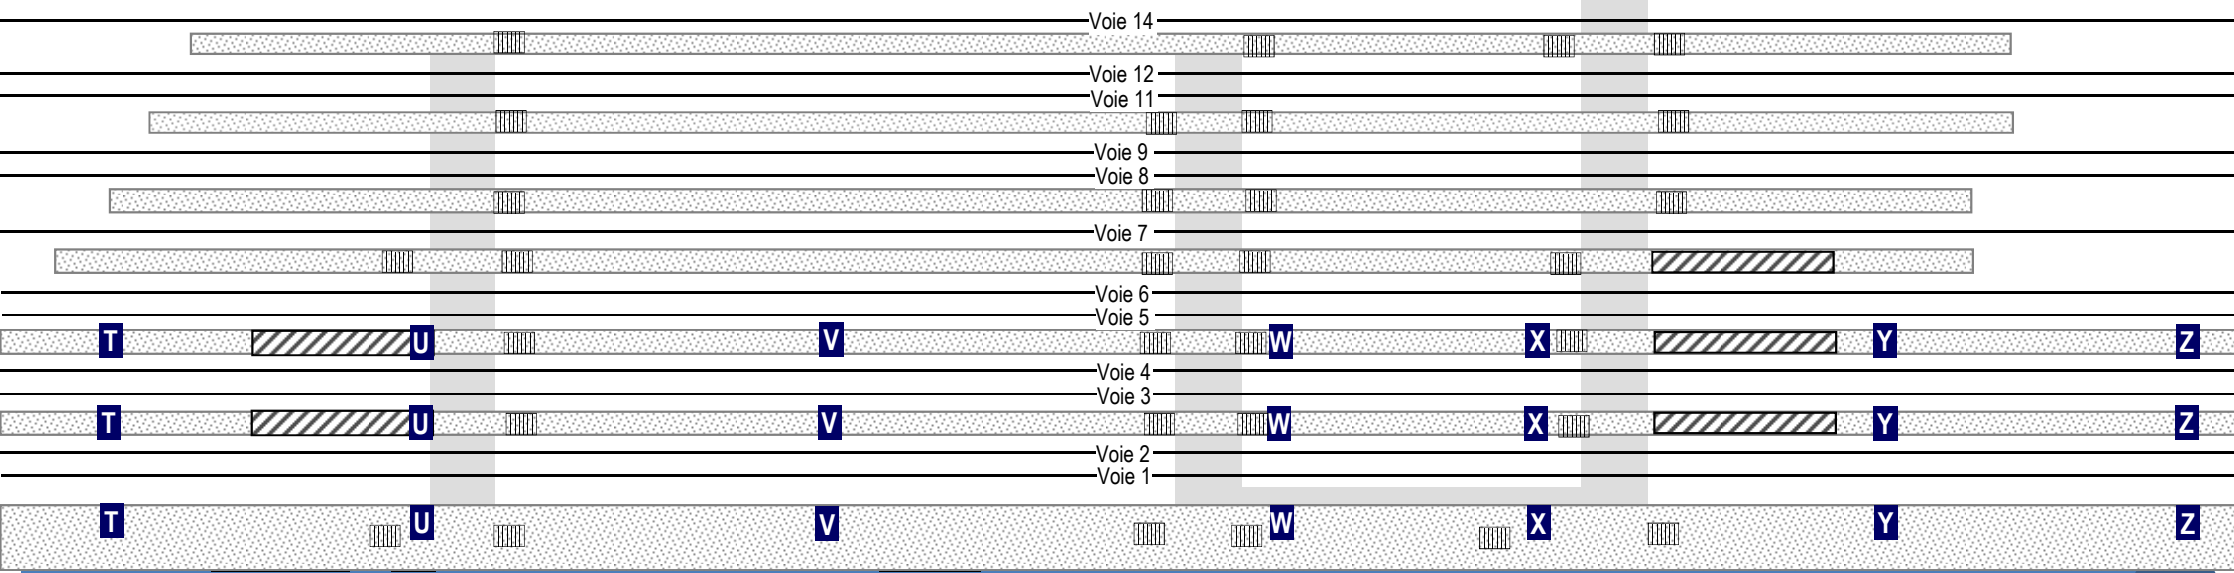 Voie 14
Voie 12
Voie 11
Voie 9
Voie 8
Voie 7
Voie 6
Voie 5
T U V W X Y Z
Voie 4
Voie 3
T U V W X Y Z
Voie 2
Voie 1
T U V W X Y Z